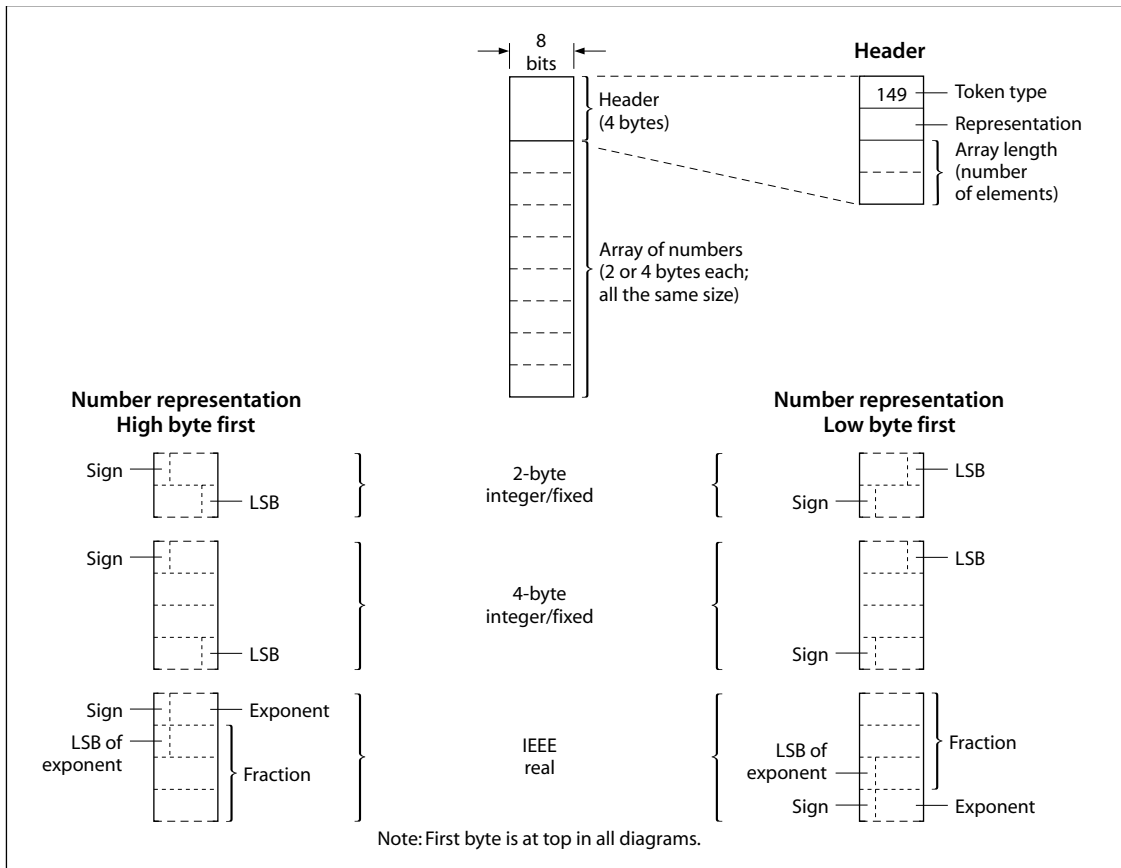 8
bits
Header
149
Token type
Representation
Array length
(number
of elements)
Header
(4 bytes)
Array of numbers
(2 or 4 bytes each;
all the same size)
Number representation
High byte first
Number representation
Low byte first
Sign
LSB
2-byte
integer/fixed
LSB
Sign
Sign
LSB
4-byte
integer/fixed
LSB
Sign
Sign
Exponent
LSB of
exponent
Fraction
IEEE
real
Fraction
LSB of
exponent
Sign
Exponent
Note: First byte is at top in all diagrams.